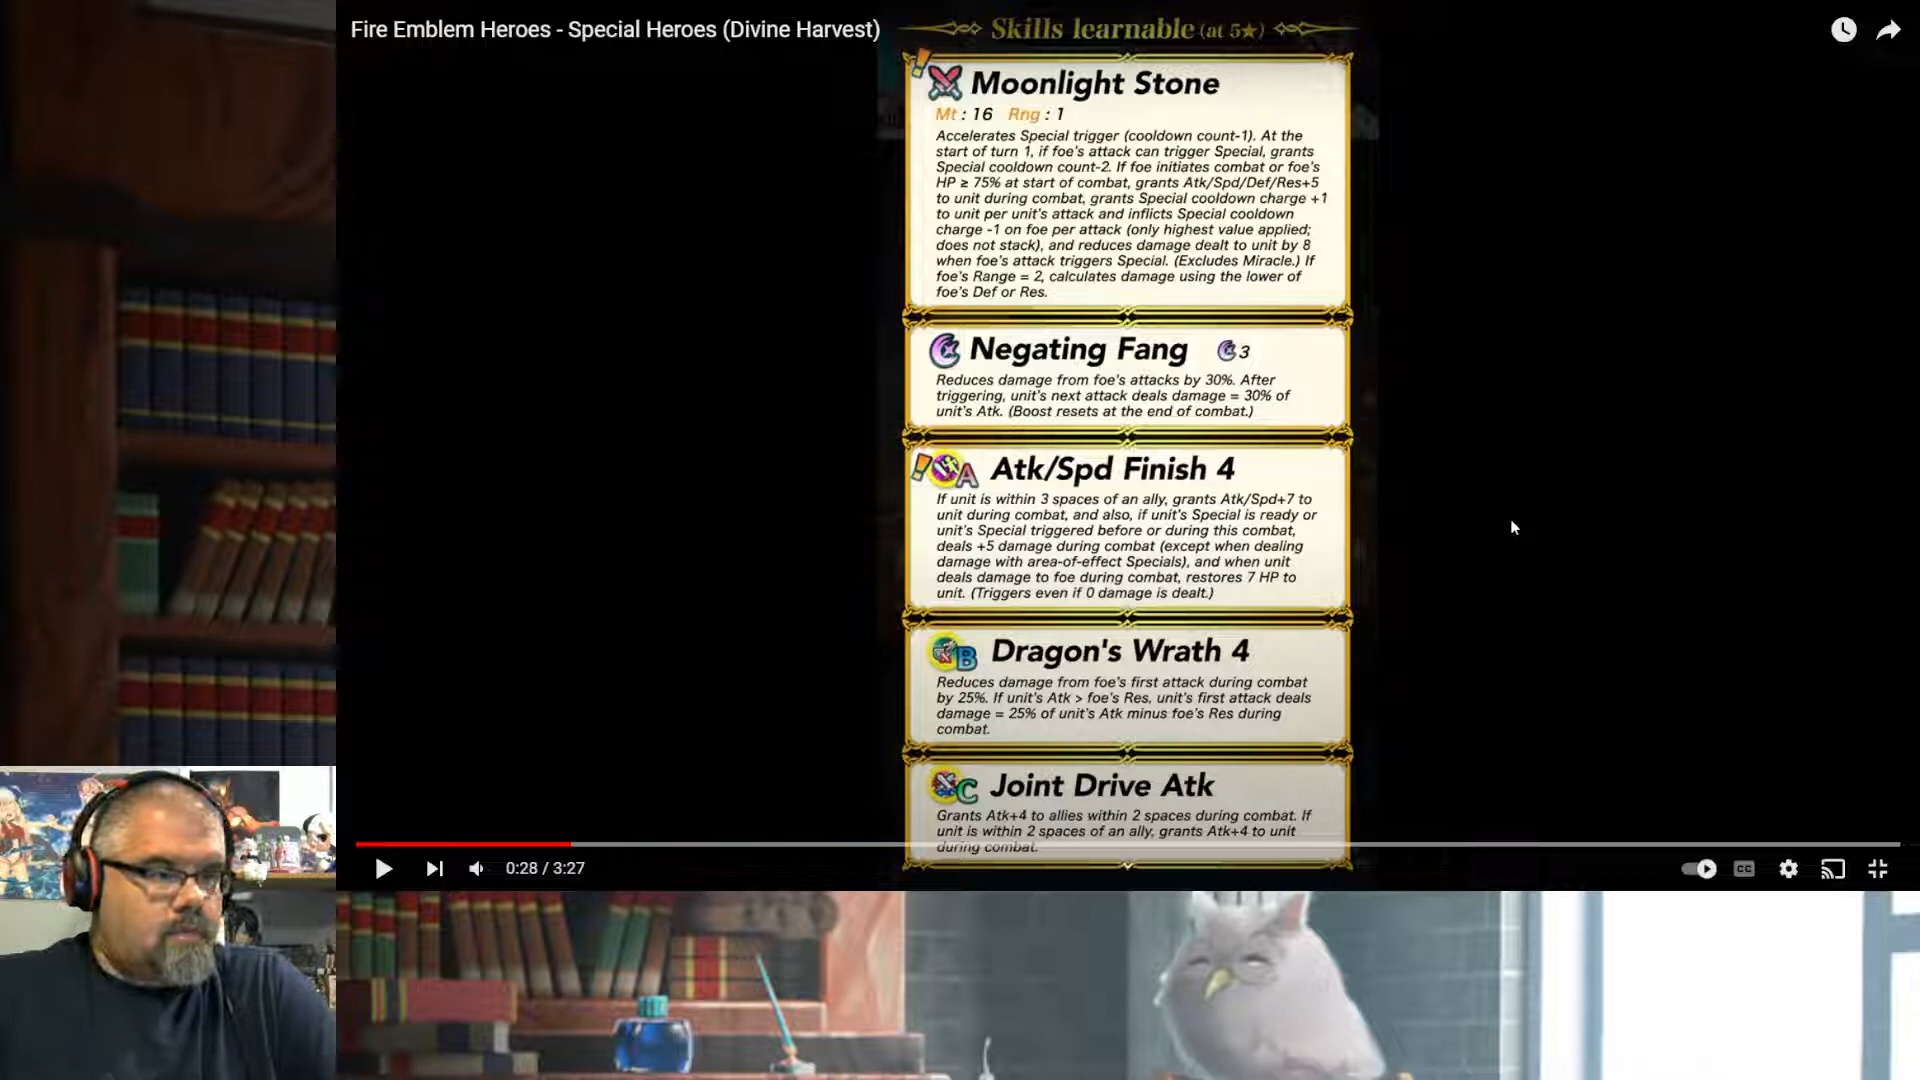 Fire Emblem Heroes - Special Heroes (Divine Harvest)
Skills learnable (at 5★)
Moonlight Stone
Mt : 16 Rng : 1
Accelerates Special trigger (cooldown count-1). At the
start of turn 1, if foe's attack can trigger Special, grants
Special cooldown count-2. If foe initiates combat or foe's
HP ≥ 75% at start of combat, grants Atk/Spd/Def/Res+5
to unit during combat, grants Special cooldown charge +1
to unit per unit's attack and inflicts Special cooldown
charge -1 on foe per attack (only highest value applied;
does not stack), and reduces damage dealt to unit by 8
when foe's attack triggers Special. (Excludes Miracle.) If
foe's Range = 2, calculates damage using the lower of
foe's Def or Res.
Negating Fang 3
Reduces damage from foe's attacks by 30%. After
triggering, unit's next attack deals damage = 30% of
unit's Atk. (Boost resets at the end of combat.)
A Atk/Spd Finish 4
If unit is within 3 spaces of an ally, grants Atk/Spd+7 to
unit during combat, and also, if unit's Special is ready or
unit's Special triggered before or during this combat,
deals +5 damage during combat (except when dealing
damage with area-of-effect Specials), and when unit
deals damage to foe during combat, restores 7 HP to
unit. (Triggers even if 0 damage is dealt.)
B Dragon's Wrath 4
Reduces damage from foe's first attack during combat
by 25%. If unit's Atk > foe's Res, unit's first attack deals
damage = 25% of unit's Atk minus foe's Res during
combat.
C Joint Drive Atk
Grants Atk+4 to allies within 2 spaces during combat. If
unit is within 2 spaces of an ally, grants Atk+4 to unit
during combat.
0:28 / 3:27
CC